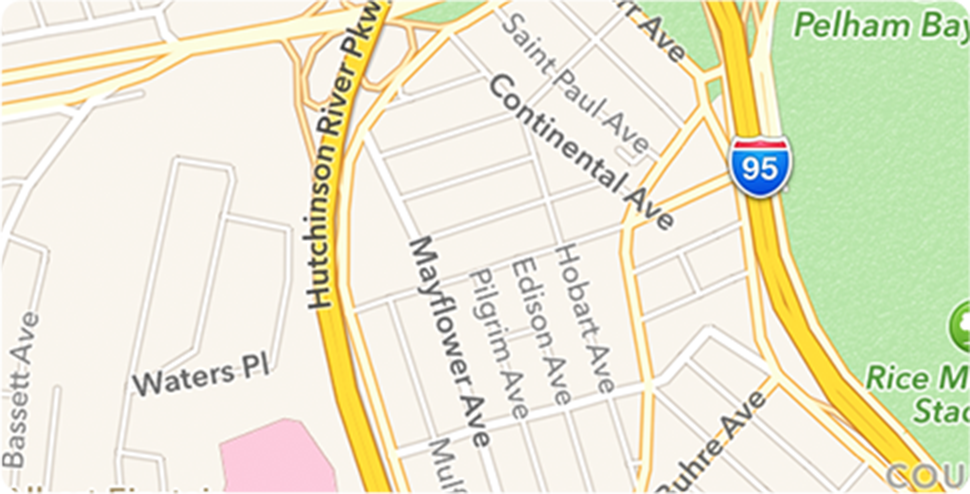 Pelham Bay
Saint Paul Ave
Continental Ave
Hutchinson River Pkwy
95
Mayflower Ave
Pilgrim Ave
Edison Ave
Hobart Ave
Bassett Ave
Waters Pl
Rice
Buhre Ave